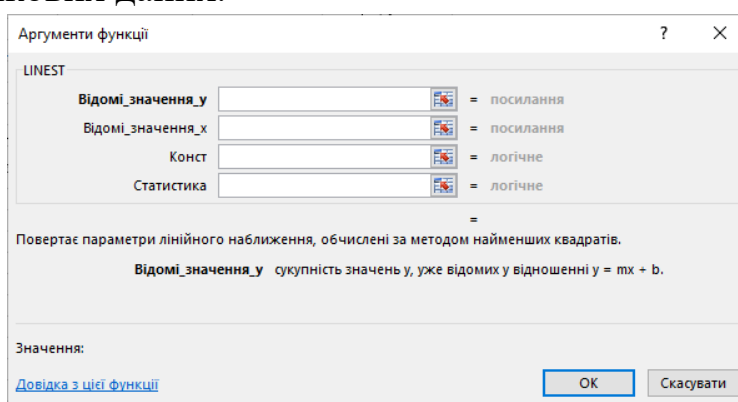 Аргументи функції ? ×
LINEST
Відомі_значення_y = посилання
Відомі_значення_x = посилання
Конст = логічне
Статистика = логічне
=
Повертає параметри лінійного наближення, обчислені за методом найменших квадратів.
Відомі_значення_y сукупність значень y, уже відомих у відношенні y = mx + b.
Значення:
Довідка з цієї функції
ОК Скасувати